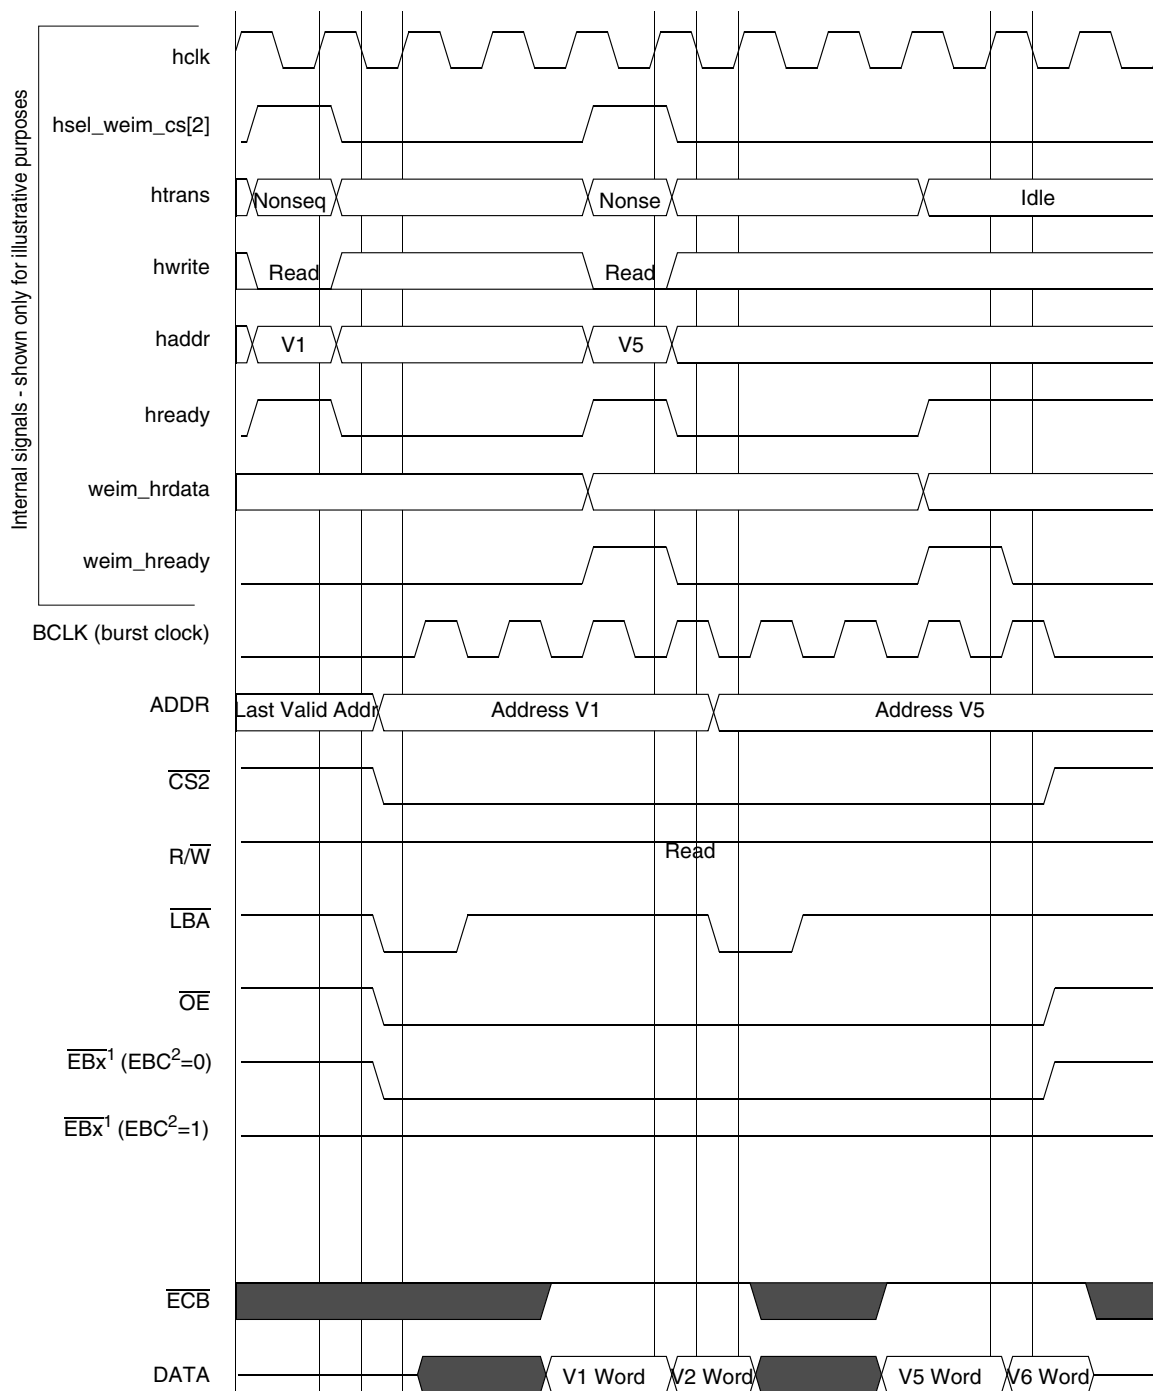 Internal signals - shown only for illustrative purposes
hclk
hsel_weim_cs[2]
htrans
Nonseq
Nonse
Idle
hwrite
Read
Read
haddr
V1
V5
hready
weim_hrdata
weim_hready
BCLK (burst clock)
ADDR
Last Valid Addr
Address V1
Address V5
CS2
R/W
Read
LBA
OE
EBx¹ (EBC²=0)
EBx¹ (EBC²=1)
ECB
DATA
V1 Word
V2 Word
V5 Word
V6 Word